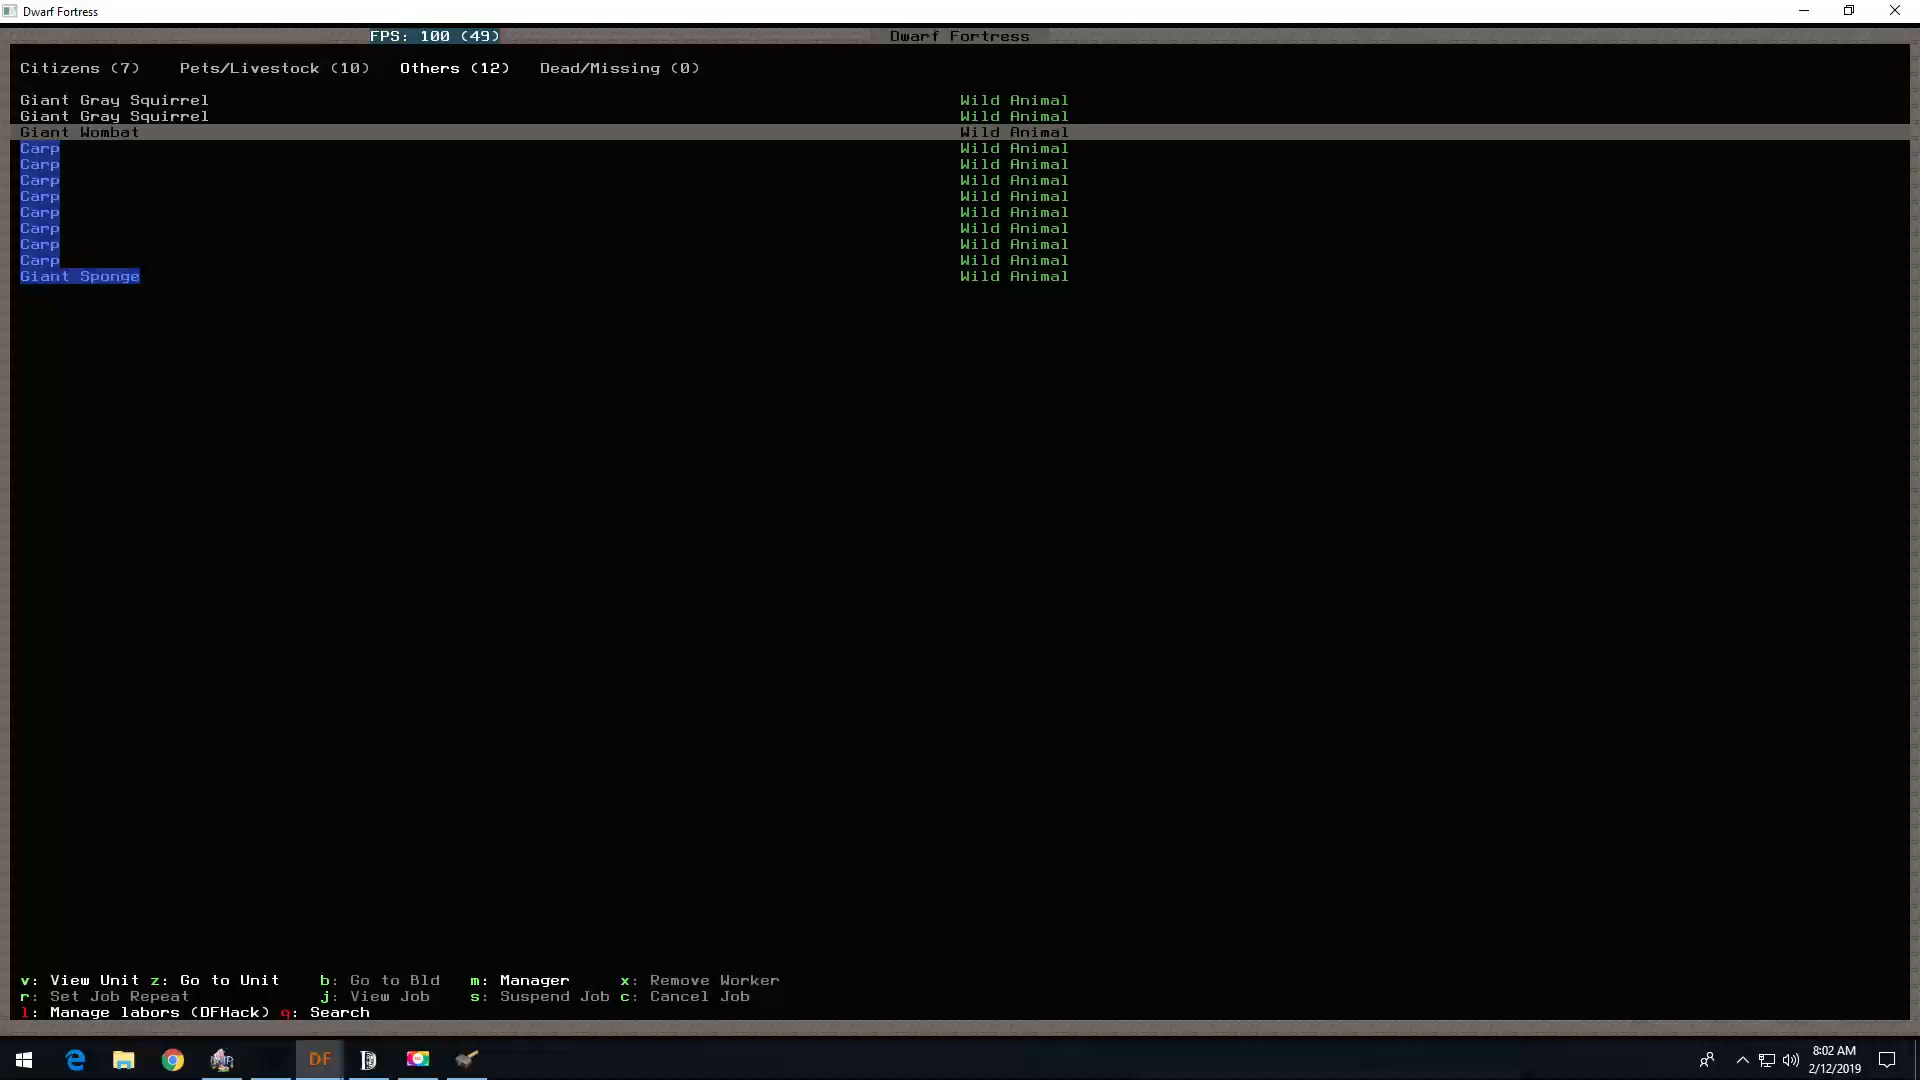 Dwarf Fortress
FPS: 100 (49) Dwarf Fortress
Citizens (7) Pets/Livestock (10) Others (12) Dead/Missing (0)
Giant Gray Squirrel Wild Animal
Giant Gray Squirrel Wild Animal
Giant Wombat Wild Animal
Carp Wild Animal
Carp Wild Animal
Carp Wild Animal
Carp Wild Animal
Carp Wild Animal
Carp Wild Animal
Carp Wild Animal
Carp Wild Animal
Giant Sponge Wild Animal
v: View Unit z: Go to Unit b: Go to Bld m: Manager x: Remove Worker
r: Set Job Repeat j: View Job s: Suspend Job c: Cancel Job
l: Manage labors (DFHack) q: Search
DF
8:02 AM
2/12/2019